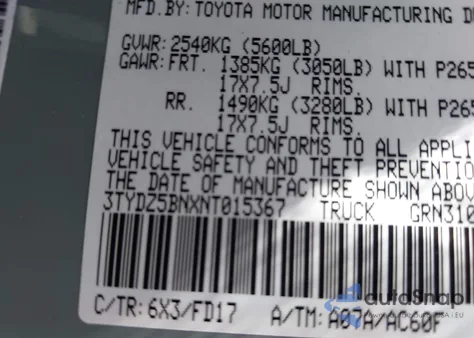 MFD.BY:TOYOTA MOTOR MANUFACTURING D
GVWR:2540KG (5600LB)
GAWR:FRT. 1385KG (3050LB) WITH P265
17X7.5J RIMS.
RR. 1490KG (3280LB) WITH P265
17X7.5J RIMS.
THIS VEHICLE CONFORMS TO ALL APPLI
VEHICLE SAFETY AND THEFT PREVENTIO
THE DATE OF MANUFACTURE SHOWN ABOV
3TYDZ5BNXNT015367 TRUCK GRN310
C/TR:6X3/FD17 A/TM:A07A/AC60F
autoSnap